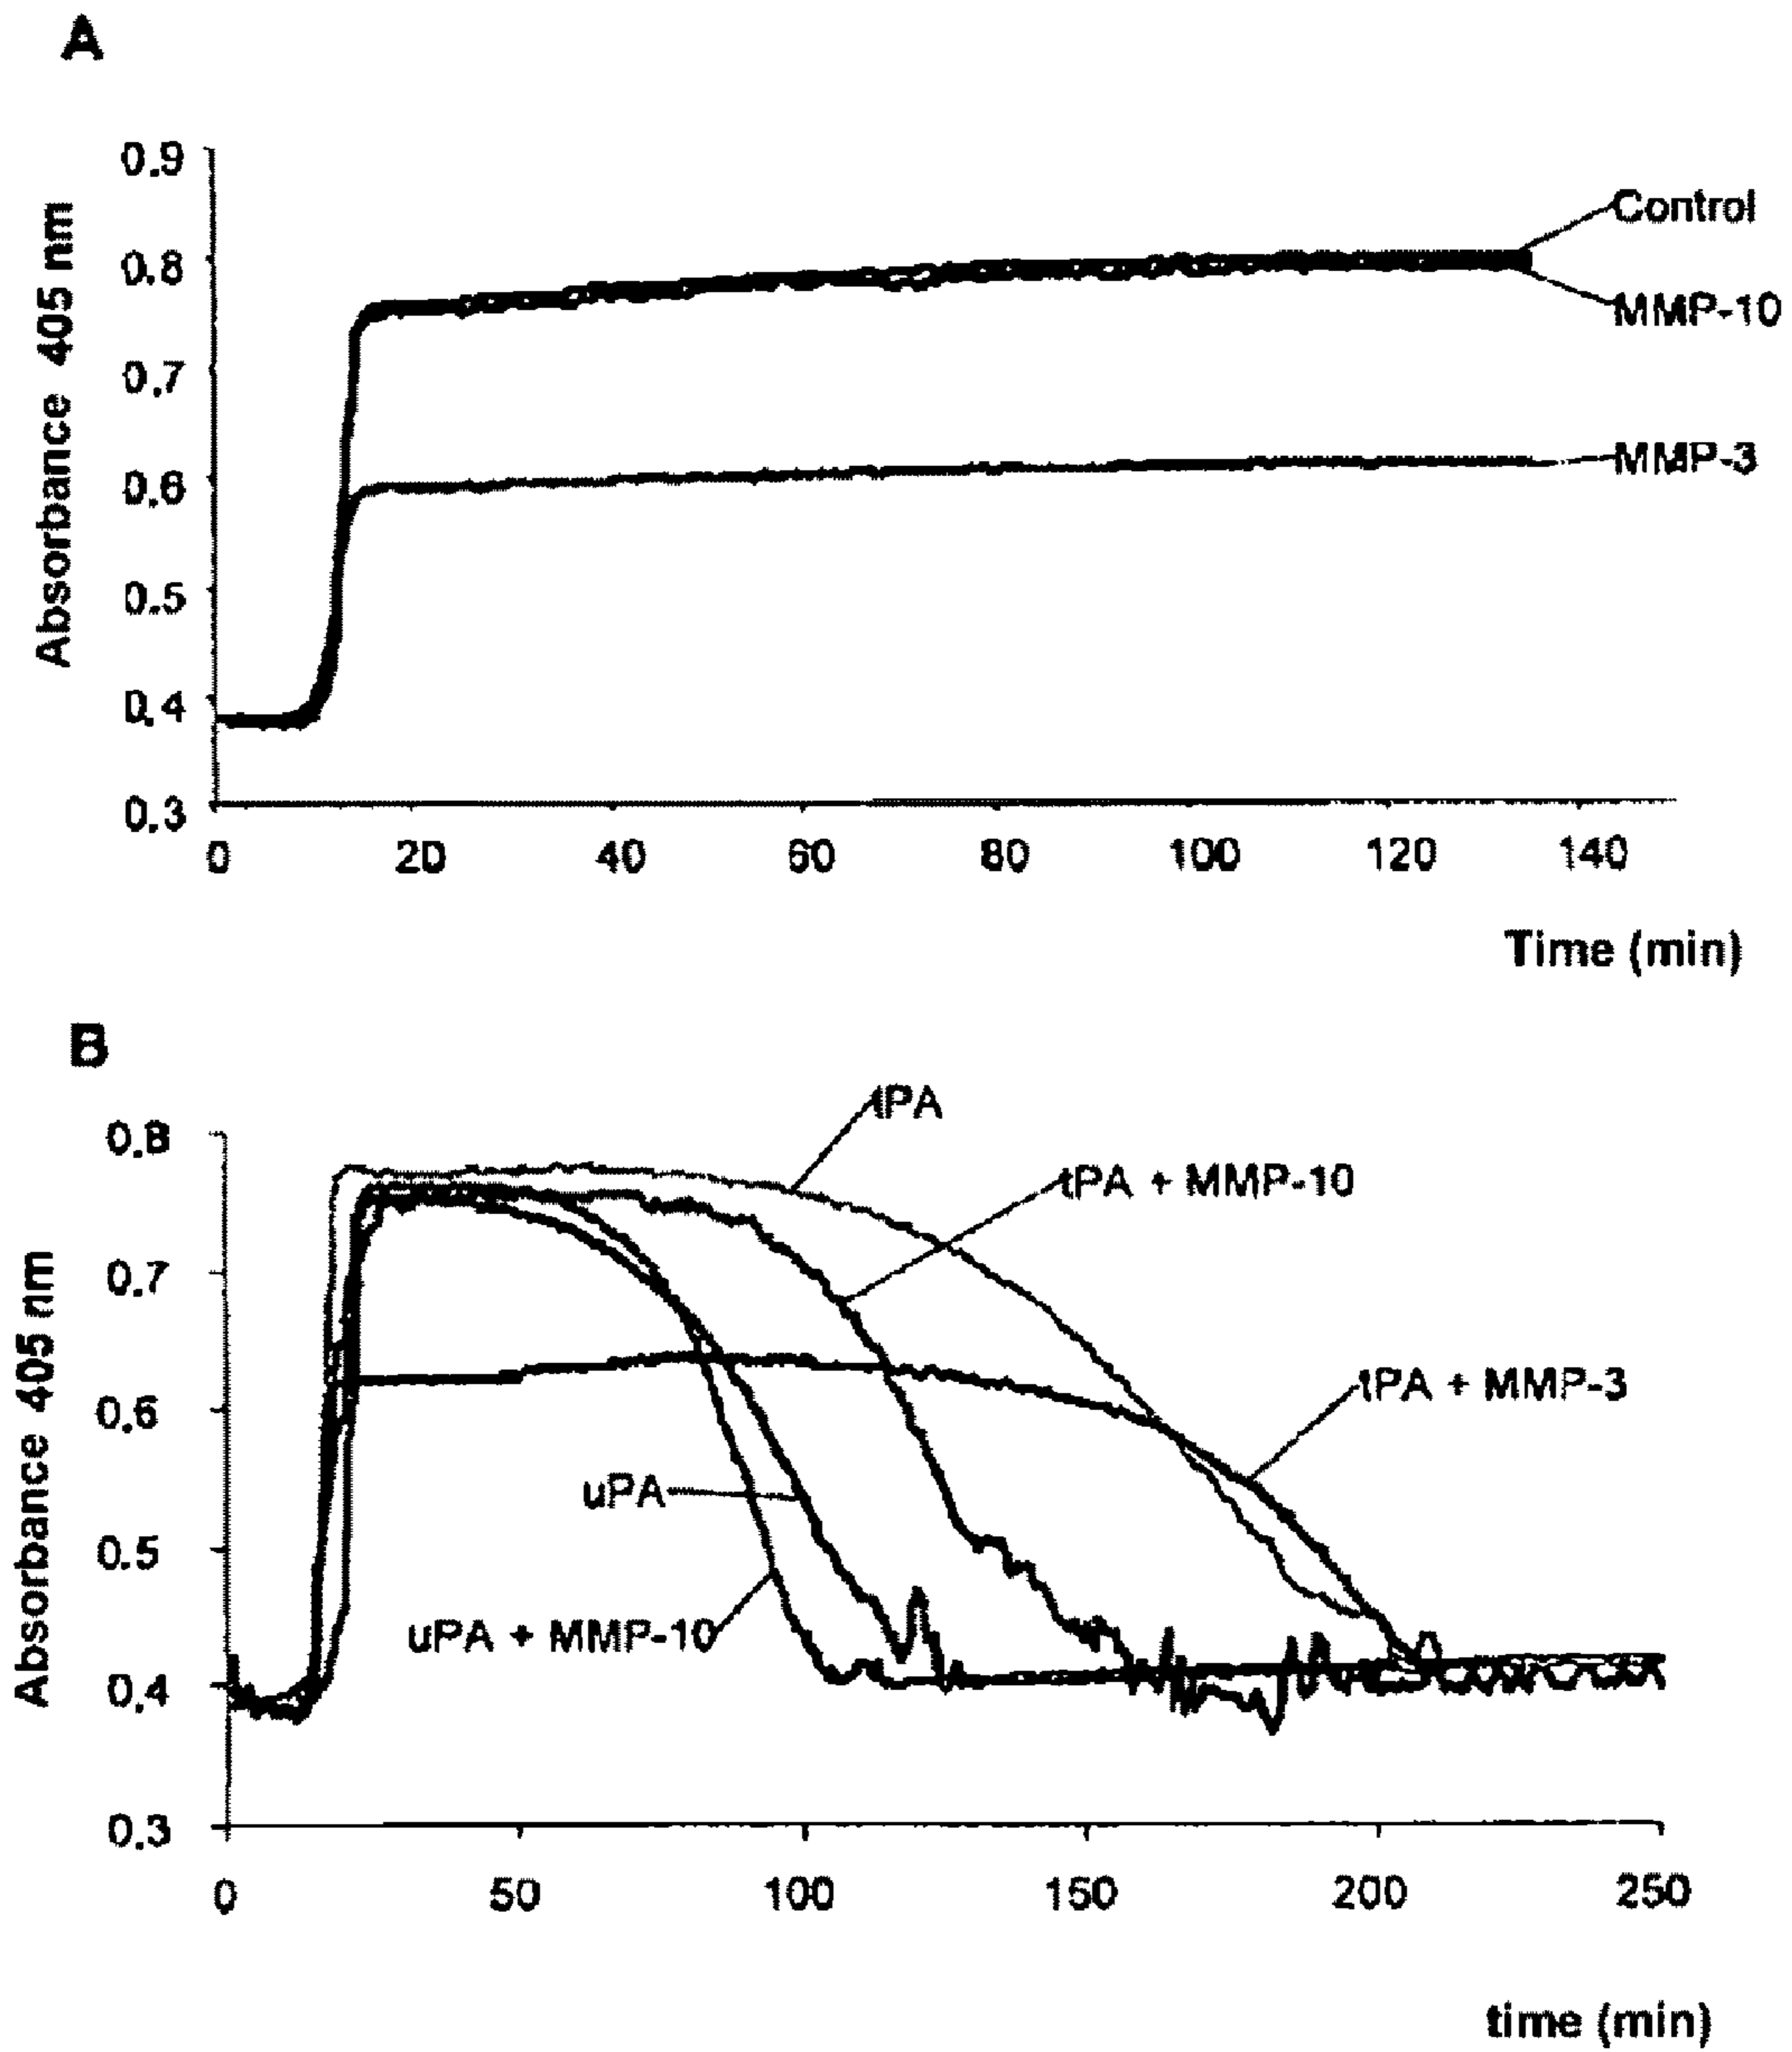 A
0.9
0.8
0.7
0.6
0.5
0.4
0.3
Absorbance 405 nm
Control
MMP-10
MMP-3
0 20 40 60 80 100 120 140
Time (min)
B
0.8
0.7
0.6
0.5
0.4
0.3
Absorbance 405 nm
tPA
tPA + MMP-10
tPA + MMP-3
uPA
uPA + MMP-10
0 50 100 150 200 250
time (min)